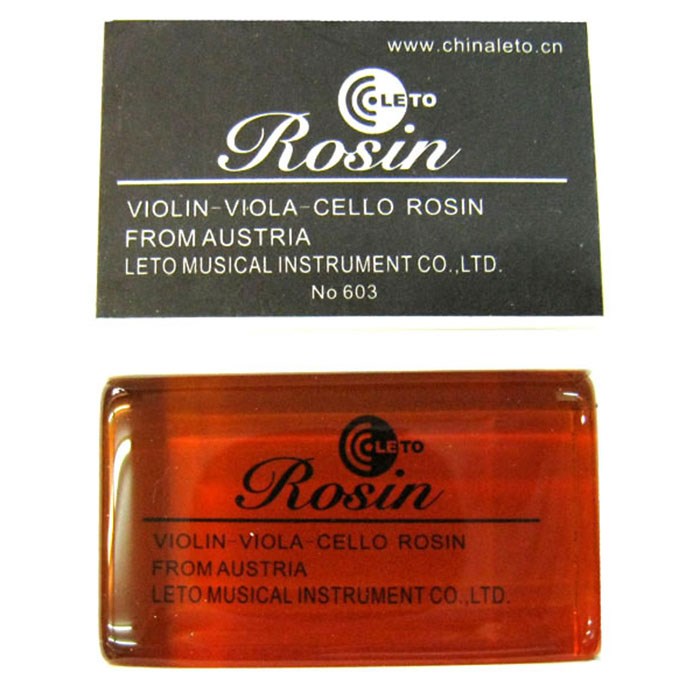 www.chinaleto.cn
LETO
Rosin
VIOLIN-VIOLA-CELLO ROSIN
FROM AUSTRIA
LETO MUSICAL INSTRUMENT CO.,LTD.
No 603
LETO
Rosin
VIOLIN-VIOLA-CELLO ROSIN
FROM AUSTRIA
LETO MUSICAL INSTRUMENT CO.,LTD.